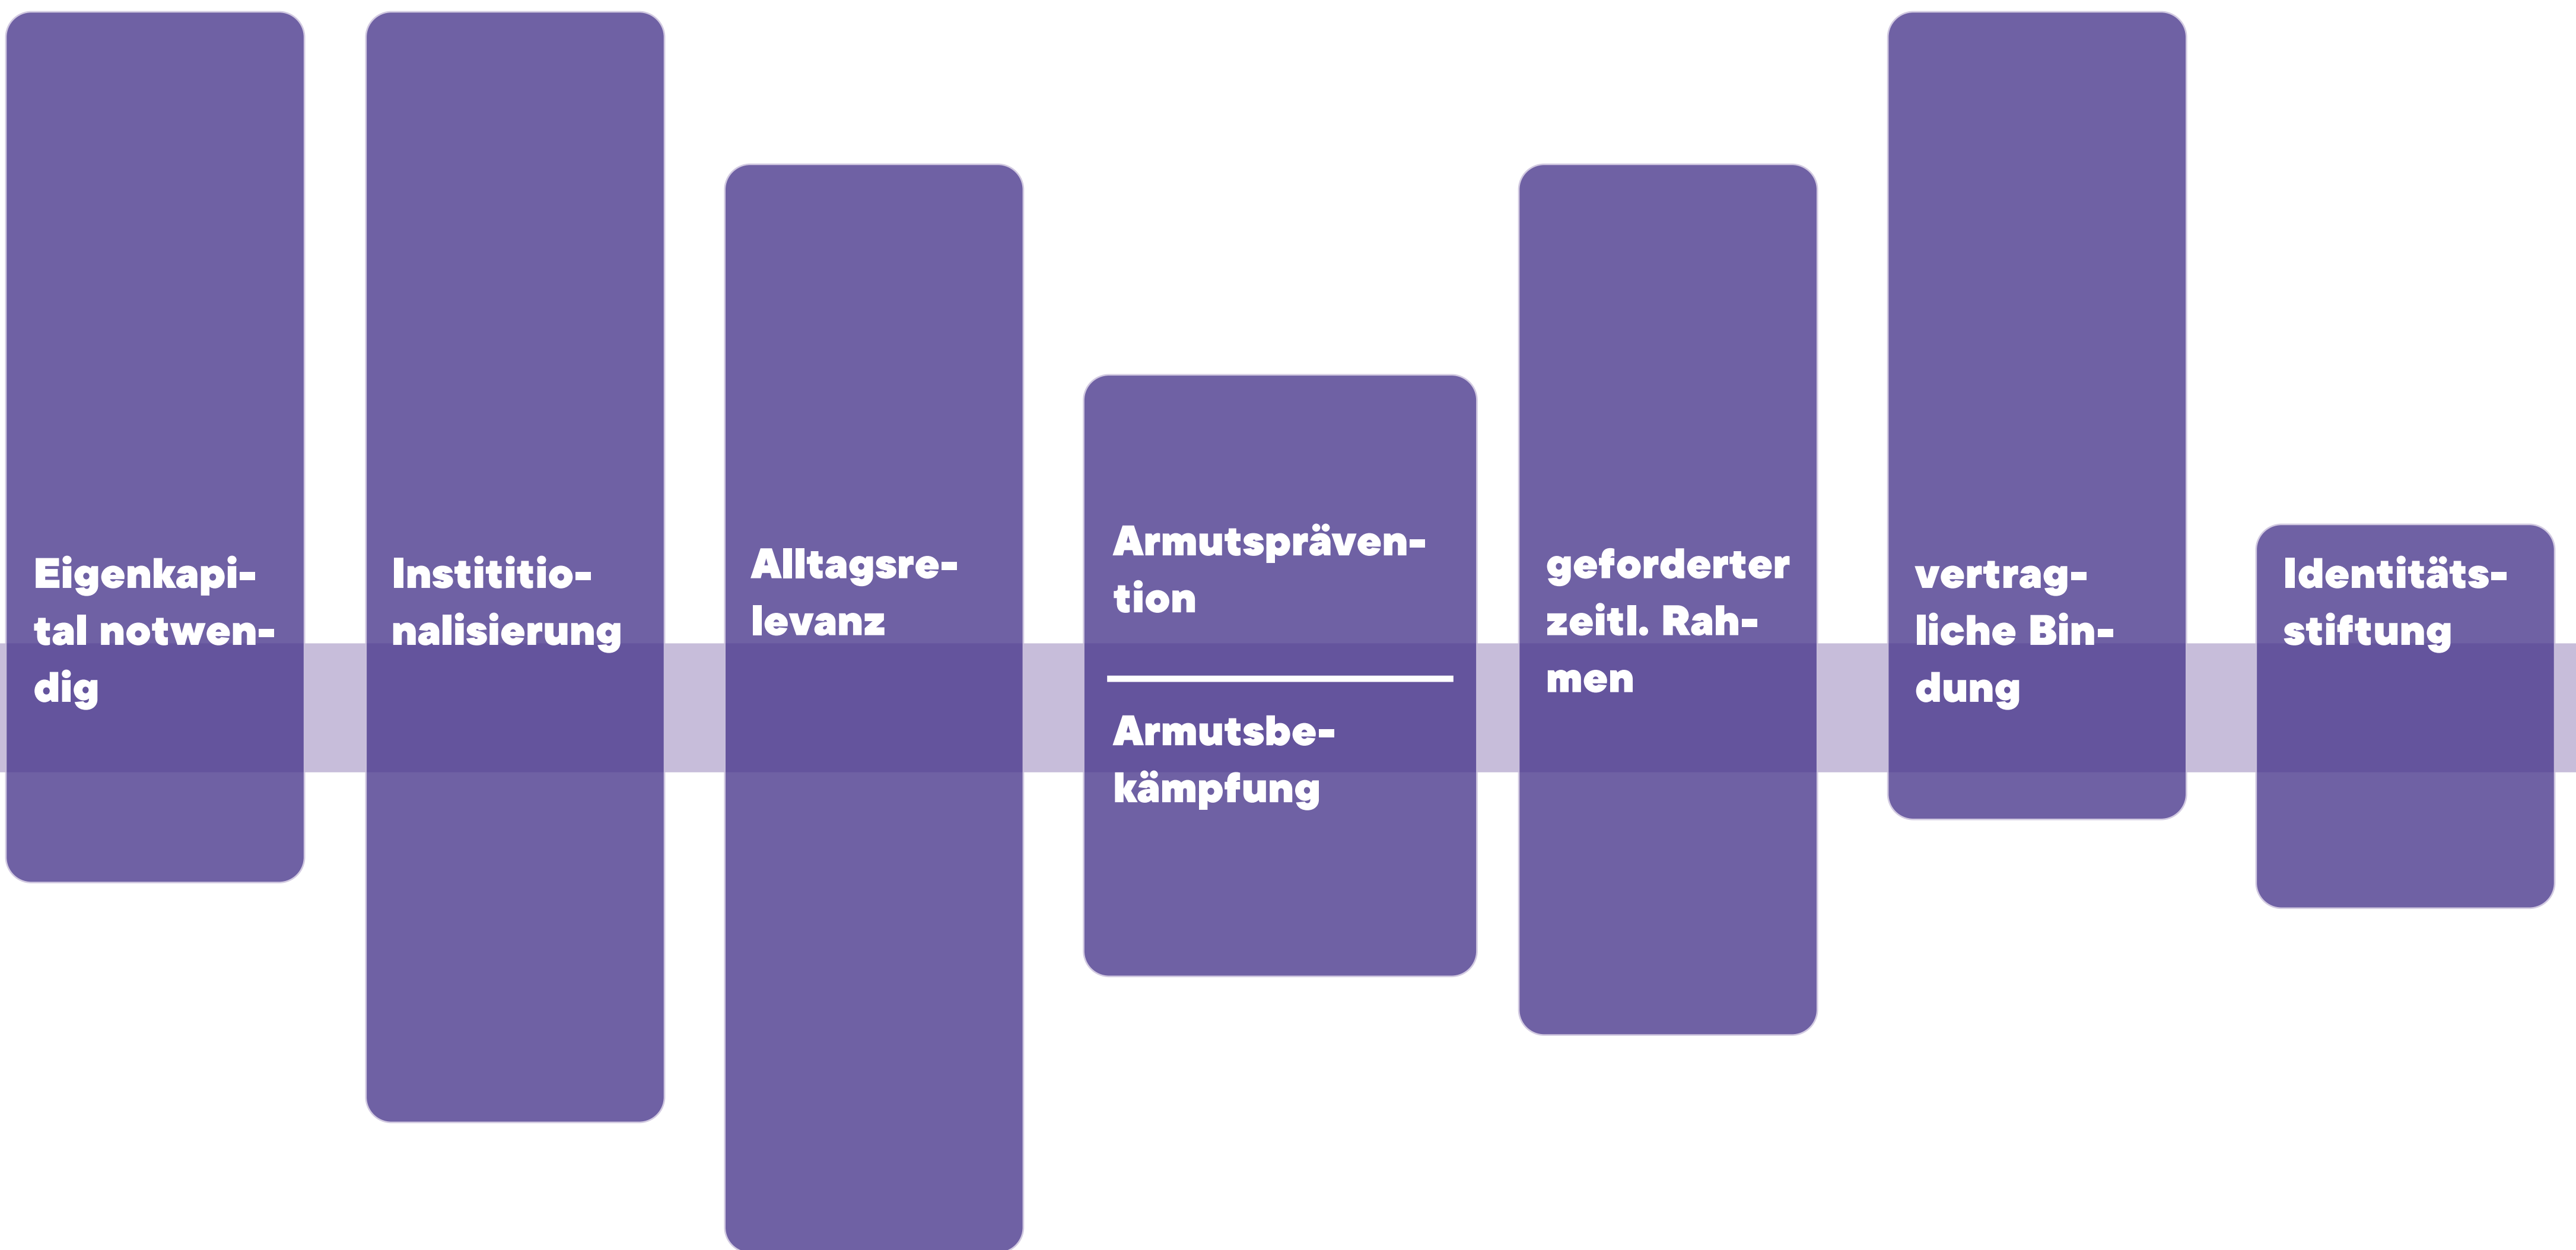 Eigenkapi-
tal notwen-
dig
Instititio-
nalisierung
Alltagsre-
levanz
Armutspräven-
tion
Armutsbe-
kämpfung
geforderter
zeitl. Rah-
men
vertrag-
liche Bin-
dung
Identitäts-
stiftung